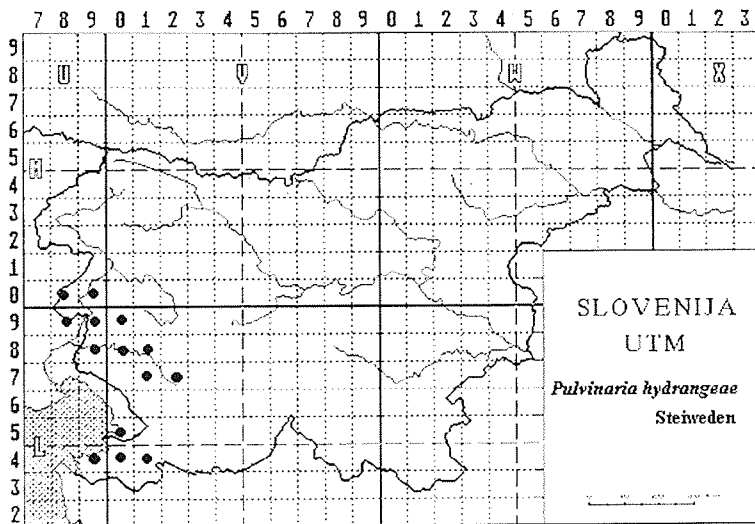 7 8 9 0 1 2 3 4 5 6 7 8 9 0 1 2 3 4 5 6 7 8 9 0 1 2 3
9
8 U V W X
7
6
5
M
4
3
2
1
0
9
8
7
6
5
L
4
3
2
SLOVENIJA
UTM
Pulvinaria hydrangeae
Steiweden